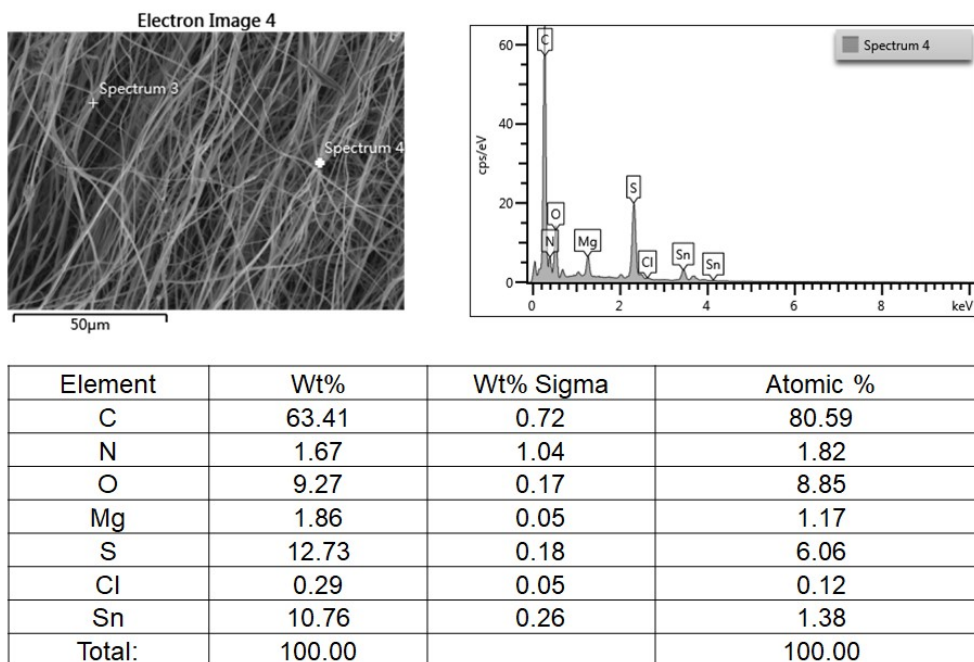 Electron Image 4
Spectrum 3
Spectrum 4
50µm
Spectrum 4
60
40
20
0
cps/eV
C
O
N
Mg
S
Cl
Sn
Sn
0 2 4 6 8 keV
Element Wt% Wt% Sigma Atomic %
C 63.41 0.72 80.59
N 1.67 1.04 1.82
O 9.27 0.17 8.85
Mg 1.86 0.05 1.17
S 12.73 0.18 6.06
Cl 0.29 0.05 0.12
Sn 10.76 0.26 1.38
Total: 100.00 100.00